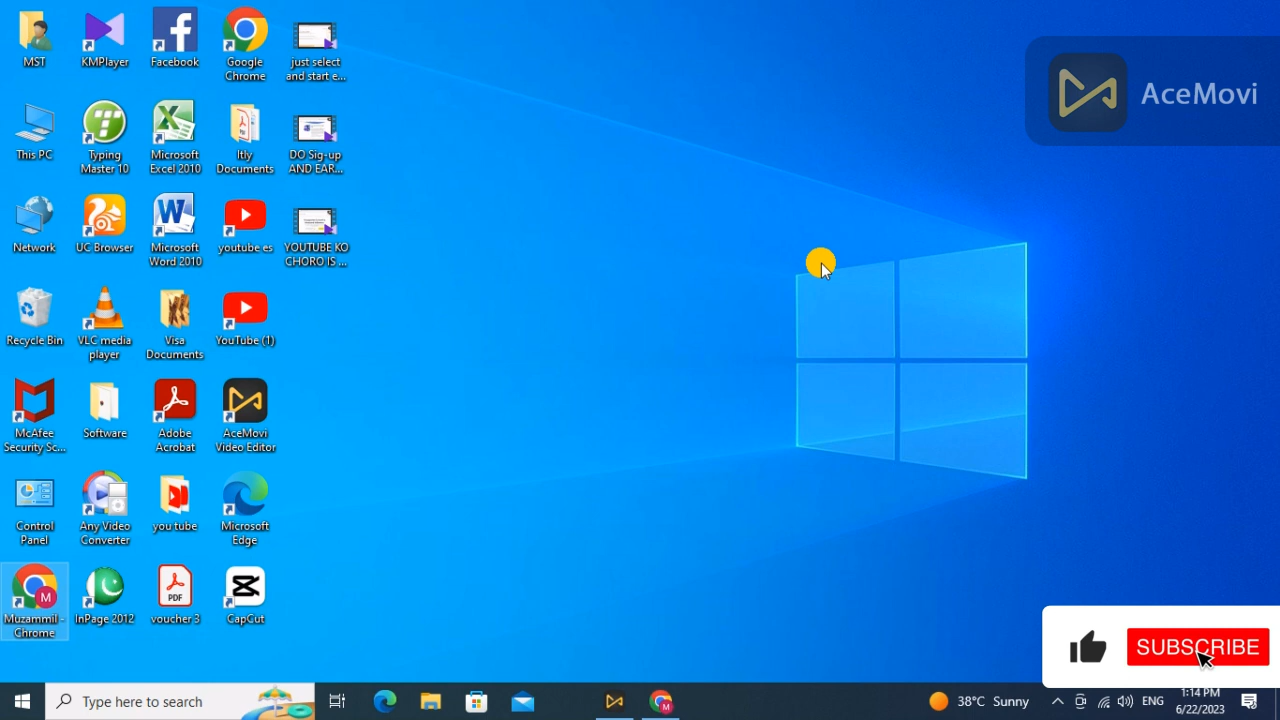 MST
KMPlayer
Facebook
Google
Chrome
just select
and start e...
This PC
Typing
Master 10
Microsoft
Excel 2010
Itly
Documents
DO Sig-up
AND EAR...
Network
UC Browser
Microsoft
Word 2010
youtube es
YOUTUBE KO
CHORO IS ...
Recycle Bin
VLC media
player
Visa
Documents
YouTube (1)
McAfee
Security Sc...
Software
Adobe
Acrobat
AceMovi
Video Editor
Control
Panel
Any Video
Converter
you tube
Microsoft
Edge
Muzammil -
Chrome
InPage 2012
PDF
voucher 3
CapCut
AceMovi
SUBSCRIBE
Type here to search
38°C Sunny
ENG
1:14 PM
6/22/2023